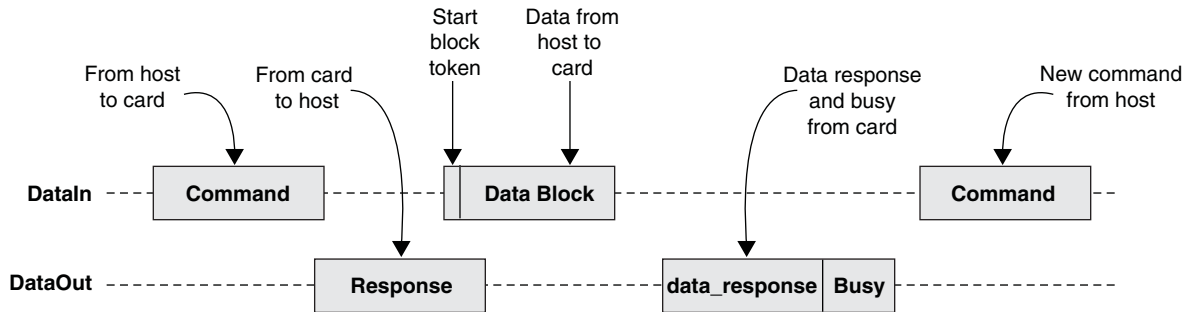 Start
block
token
Data from
host to
card
From host
to card
From card
to host
Data response
and busy
from card
New command
from host
DataIn
Command
Data Block
Command
DataOut
Response
data_response
Busy